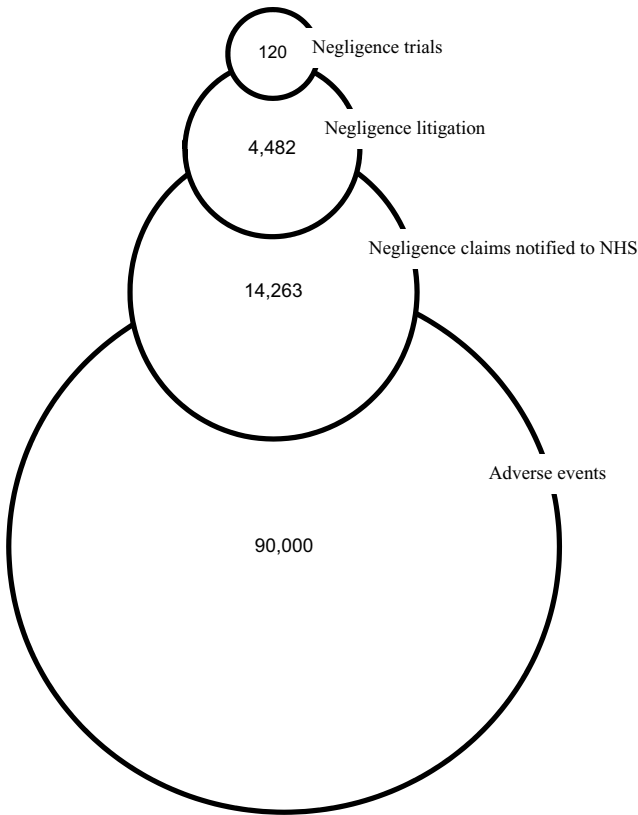 120
Negligence trials
Negligence litigation
4,482
Negligence claims notified to NHS
14,263
Adverse events
90,000